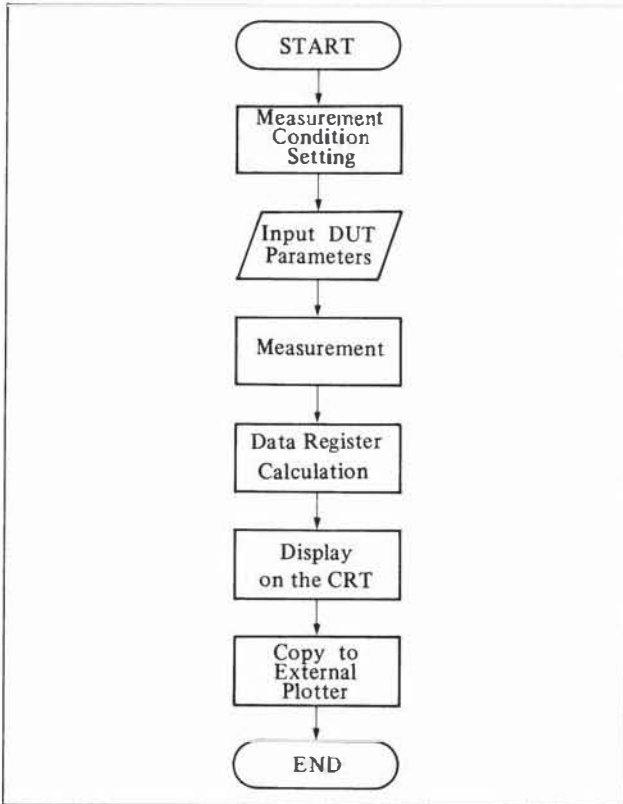 START
Measurement
Condition
Setting
Input DUT
Parameters
Measurement
Data Register
Calculation
Display
on the CRT
Copy to
External
Plotter
END